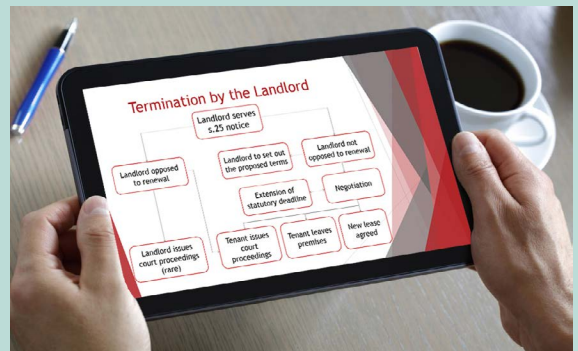 Termination by the Landlord
Landlord serves
s.25 notice
Landlord opposed
to renewal
Landlord to set out
the proposed terms
Landlord not
opposed to renewal
Extension of
statutory deadline
Negotiation
Landlord issues
court proceedings
(rare)
Tenant issues
court
proceedings
Tenant leaves
premises
New lease
agreed